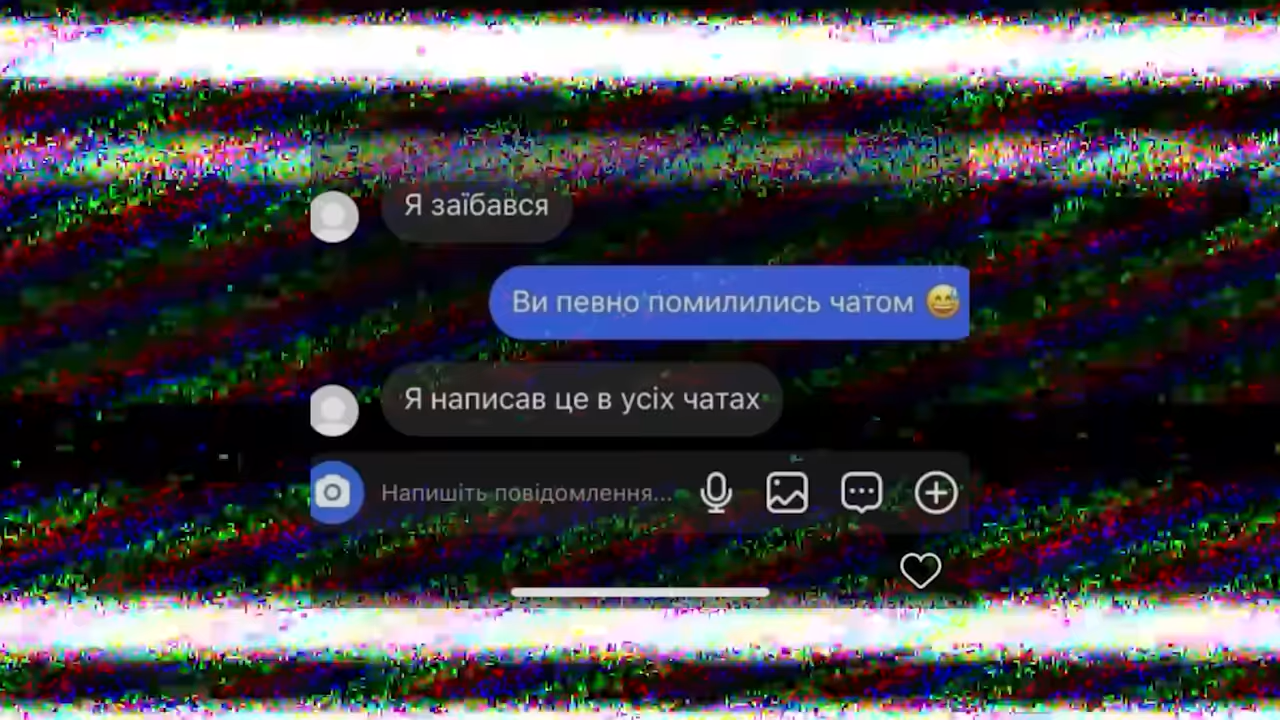 Я заїбався
Ви певно помилились чатом 😅
Я написав це в усіх чатах
Напишіть повідомлення...